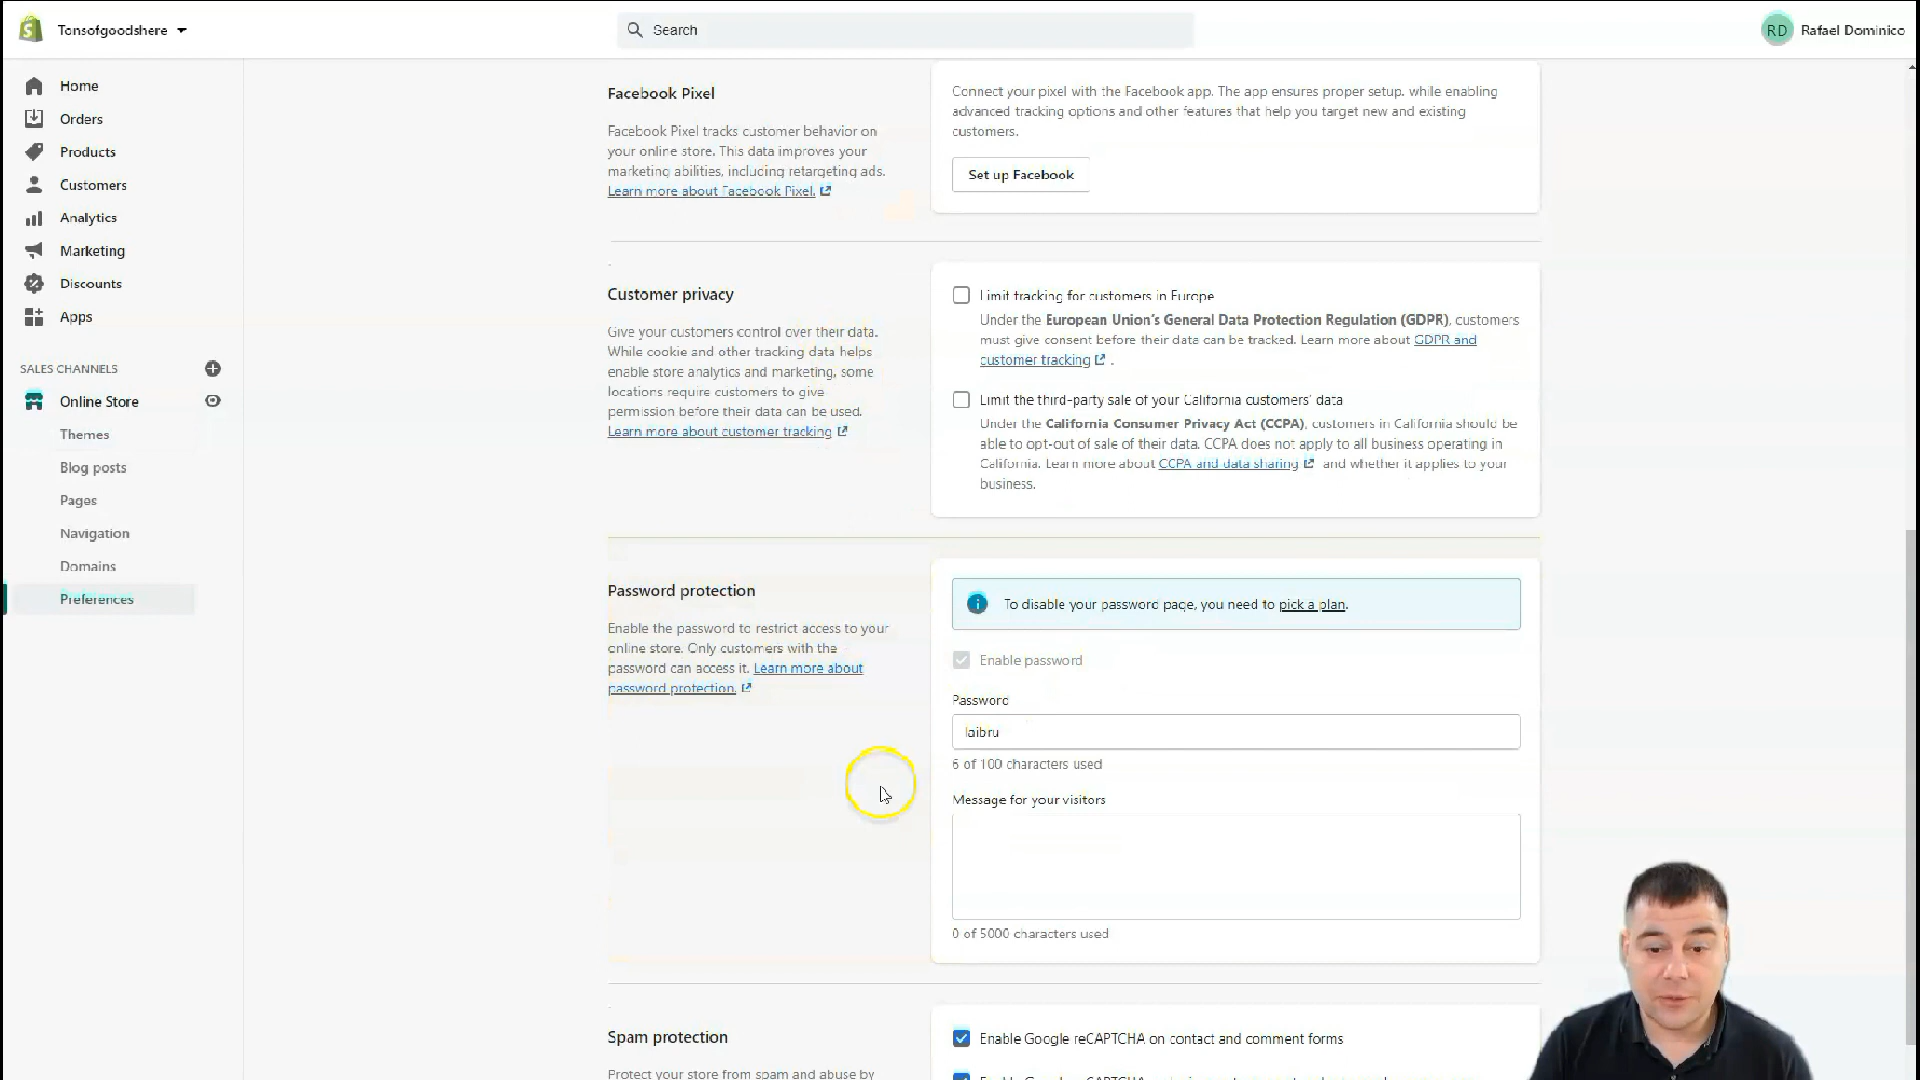 Tonsofgoodshere
Search
RD Rafael Dominico
Home
Orders
Products
Customers
Analytics
Marketing
Discounts
Apps
SALES CHANNELS
Online Store
Themes
Blog posts
Pages
Navigation
Domains
Preferences
Facebook Pixel
Facebook Pixel tracks customer behavior on
your online store. This data improves your
marketing abilities, including retargeting ads.
Learn more about Facebook Pixel.
Connect your pixel with the Facebook app. The app ensures proper setup, while enabling
advanced tracking options and other features that help you target new and existing
customers.
Set up Facebook
Customer privacy
Give your customers control over their data.
While cookie and other tracking data helps
enable store analytics and marketing, some
locations require customers to give
permission before their data can be used.
Learn more about customer tracking
Limit tracking for customers in Europe
Under the European Union's General Data Protection Regulation (GDPR), customers
must give consent before their data can be tracked. Learn more about GDPR and
customer tracking .
Limit the third-party sale of your California customers' data
Under the California Consumer Privacy Act (CCPA), customers in California should be
able to opt-out of sale of their data. CCPA does not apply to all business operating in
California. Learn more about CCPA and data sharing and whether it applies to your
business.
Password protection
Enable the password to restrict access to your
online store. Only customers with the
password can access it. Learn more about
password protection.
To disable your password page, you need to pick a plan.
Enable password
Password
laibru
6 of 100 characters used
Message for your visitors
0 of 5000 characters used
Spam protection
Protect your store from spam and abuse by
Enable Google reCAPTCHA on contact and comment forms